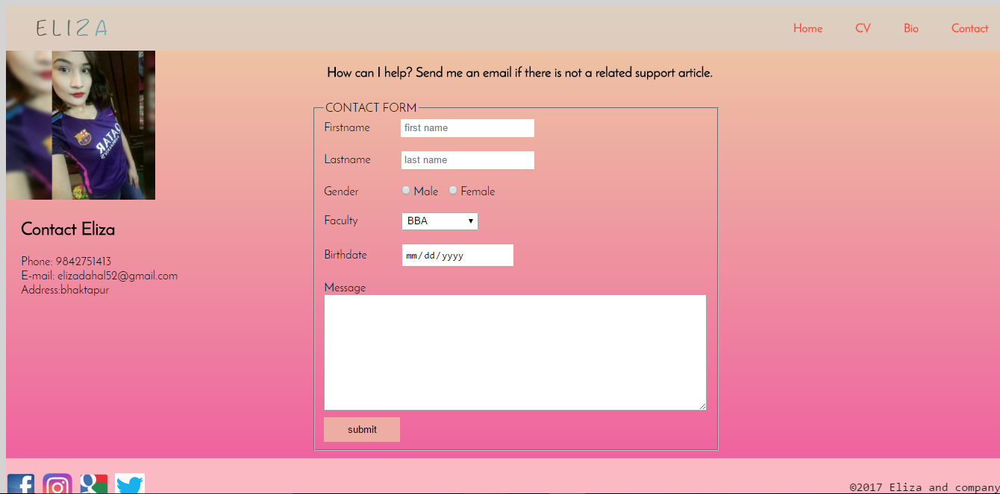 ELIZA
Home CV Bio Contact
How can I help? Send me an email if there is not a related support article.
CONTACT FORM
Firstname first name
Lastname last name
Gender Male Female
Faculty BBA
Birthdate mm/dd/yyyy
Message
submit
QATAR
AIRWAYS
Contact Eliza
Phone: 9842751413
E-mail: elizadahal52@gmail.com
Address:bhaktapur
©2017 Eliza and company